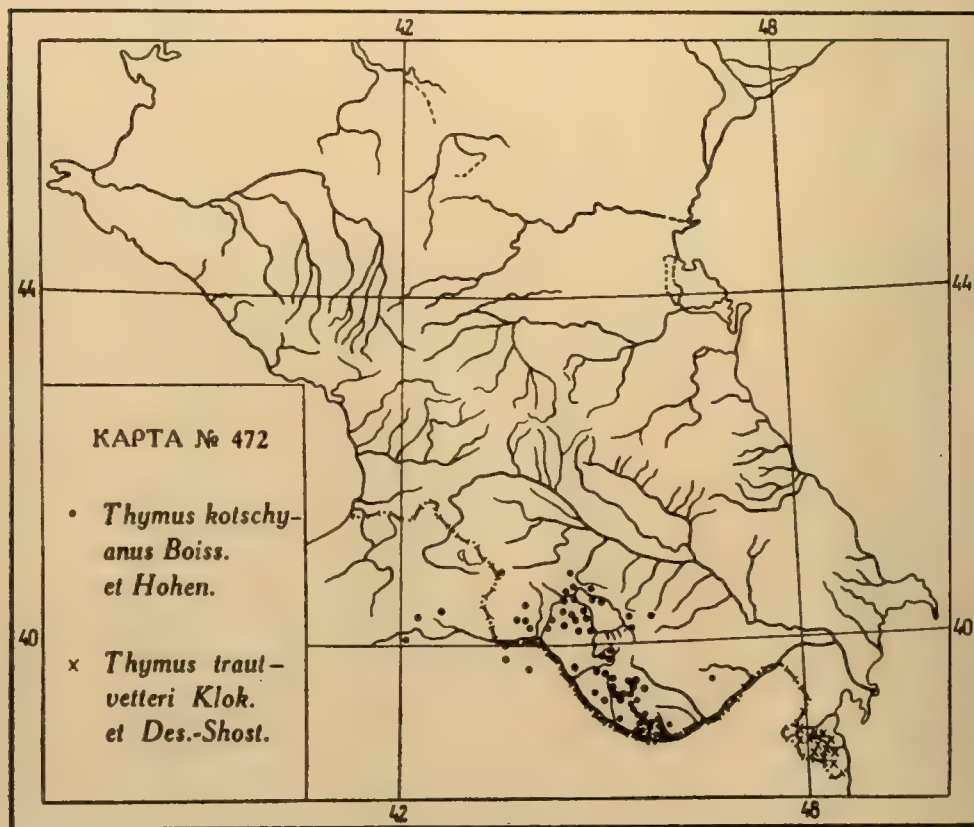 42 48
44 44
КАРТА № 472
• Thymus kotschy-
anus Boiss.
et Hohen.
40 40
× Thymus traut-
vetteri Klok.
et Des.-Shost.
42 48